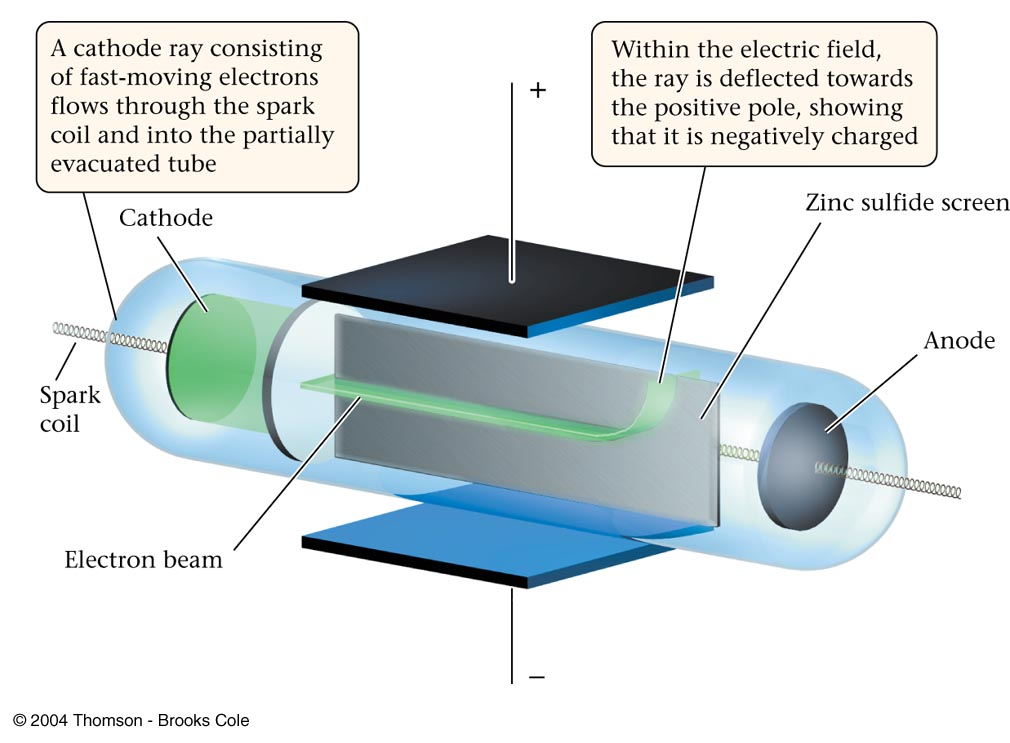 A cathode ray consisting
of fast-moving electrons
flows through the spark
coil and into the partially
evacuated tube
Within the electric field,
the ray is deflected towards
the positive pole, showing
that it is negatively charged
+
Zinc sulfide screen
Cathode
Anode
Spark
coil
Electron beam
–
© 2004 Thomson - Brooks Cole